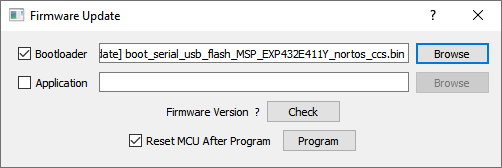 Firmware Update
Bootloader date] boot_serial_usb_flash_MSP_EXP432E411Y_nortos_ccs.bin Browse
Application Browse
Firmware Version ? Check
Reset MCU After Program Program